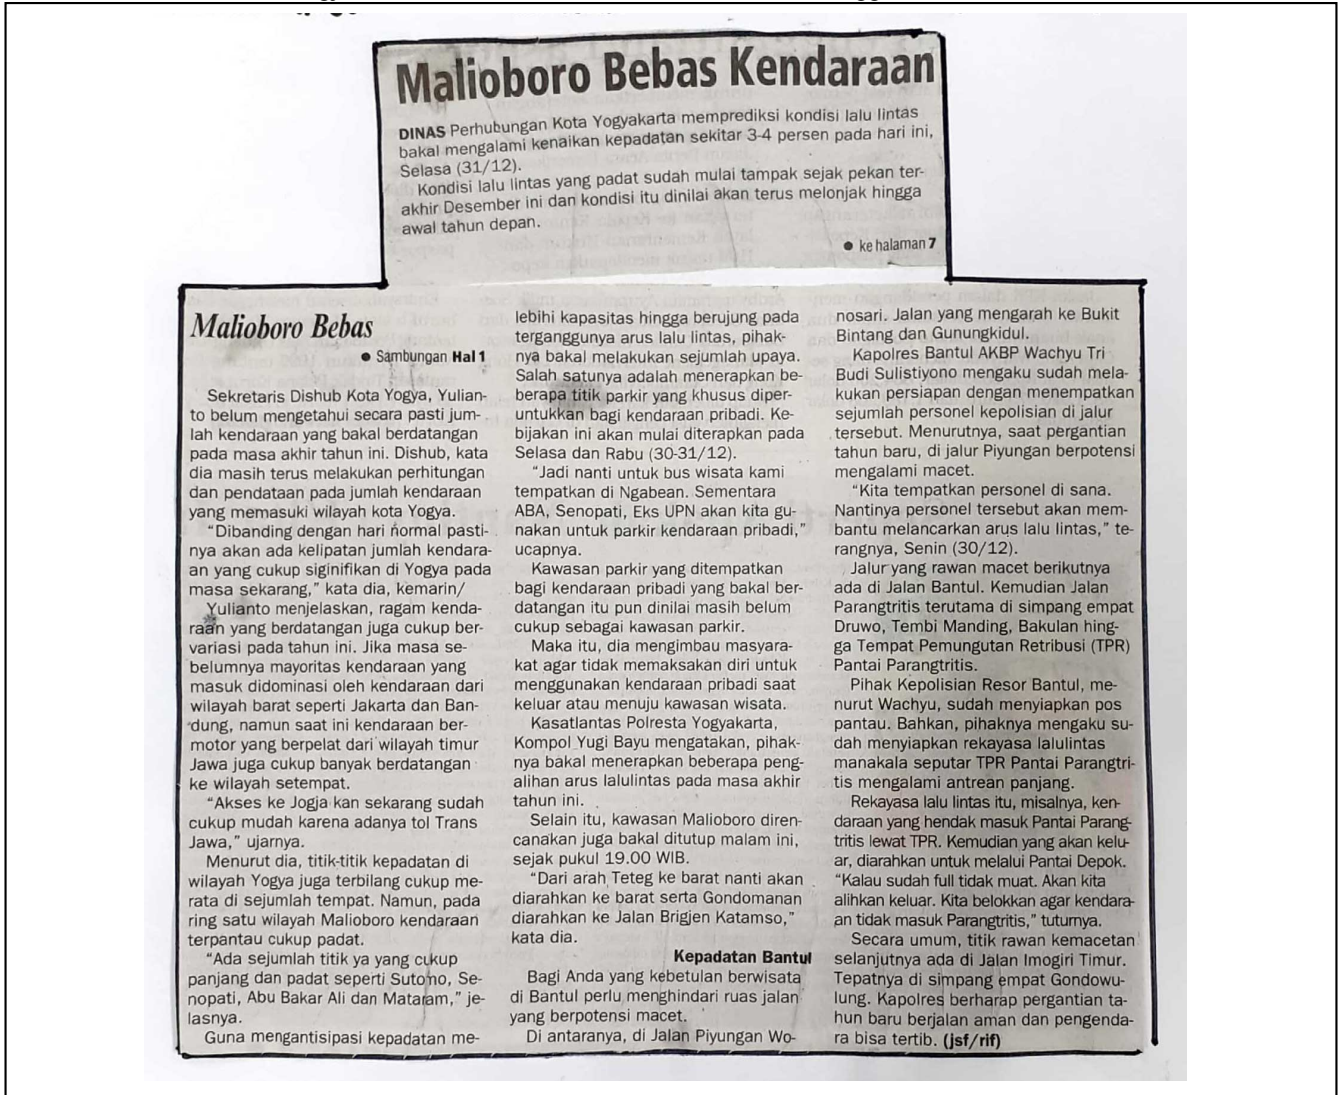 Malioboro Bebas Kendaraan
DINAS Perhubungan Kota Yogyakarta memprediksi kondisi lalu lintas
bakal mengalami kenaikan kepadatan sekitar 3-4 persen pada hari ini,
Selasa (31/12).
Kondisi lalu lintas yang padat sudah mulai tampak sejak pekan ter-
akhir Desember ini dan kondisi itu dinilai akan terus melonjak hingga
awal tahun depan.
● ke halaman 7
Malioboro Bebas
● Sambungan Hal 1
Sekretaris Dishub Kota Yogya, Yulian-
to belum mengetahui secara pasti jum-
lah kendaraan yang bakal berdatangan
pada masa akhir tahun ini. Dishub, kata
dia masih terus melakukan perhitungan
dan pendataan pada jumlah kendaraan
yang memasuki wilayah kota Yogya.
"Dibanding dengan hari normal pasti-
nya akan ada kelipatan jumlah kendara-
an yang cukup siginifikan di Yogya pada
masa sekarang," kata dia, kemarin/
Yulianto menjelaskan, ragam kenda-
raan yang berdatangan juga cukup ber-
variasi pada tahun ini. Jika masa se-
belumnya mayoritas kendaraan yang
masuk didominasi oleh kendaraan dari
wilayah barat seperti Jakarta dan Ban-
dung, namun saat ini kendaraan ber-
motor yang berpelat dari wilayah timur
Jawa juga cukup banyak berdatangan
ke wilayah setempat.
"Akses ke Jogja kan sekarang sudah
cukup mudah karena adanya tol Trans
Jawa," ujarnya.
Menurut dia, titik-titik kepadatan di
wilayah Yogya juga terbilang cukup me-
rata di sejumlah tempat. Namun, pada
ring satu wilayah Malioboro kendaraan
terpantau cukup padat.
"Ada sejumlah titik ya yang cukup
panjang dan padat seperti Sutomo, Se-
nopati, Abu Bakar Ali dan Mataram," je-
lasnya.
Guna mengantisipasi kepadatan me-
lebihi kapasitas hingga berujung pada
terganggunya arus lalu lintas, pihak-
nya bakal melakukan sejumlah upaya.
Salah satunya adalah menerapkan be-
berapa titik parkir yang khusus diper-
untukkan bagi kendaraan pribadi. Ke-
bijakan ini akan mulai diterapkan pada
Selasa dan Rabu (30-31/12).
"Jadi nanti untuk bus wisata kami
tempatkan di Ngabean. Sementara
ABA, Senopati, Eks UPN akan kita gu-
nakan untuk parkir kendaraan pribadi,"
ucapnya.
Kawasan parkir yang ditempatkan
bagi kendaraan pribadi yang bakal ber-
datangan itu pun dinilai masih belum
cukup sebagai kawasan parkir.
Maka itu, dia mengimbau masyara-
kat agar tidak memaksakan diri untuk
menggunakan kendaraan pribadi saat
keluar atau menuju kawasan wisata.
Kasatlantas Polresta Yogyakarta,
Kompol Yugi Bayu mengatakan, pihak-
nya bakal menerapkan beberapa peng-
alihan arus lalulintas pada masa akhir
tahun ini.
Selain itu, kawasan Malioboro diren-
canakan juga bakal ditutup malam ini,
sejak pukul 19.00 WIB.
"Dari arah Teteg ke barat nanti akan
diarahkan ke barat serta Gondomanan
diarahkan ke Jalan Brigjen Katamso,"
kata dia.
Kepadatan Bantul
Bagi Anda yang kebetulan berwisata
di Bantul perlu menghindari ruas jalan
yang berpotensi macet.
Di antaranya, di Jalan Piyungan Wo-
nosari. Jalan yang mengarah ke Bukit
Bintang dan Gunungkidul.
Kapolres Bantul AKBP Wachyu Tri
Budi Sulistiyono mengaku sudah mela-
kukan persiapan dengan menempatkan
sejumlah personel kepolisian di jalur
tersebut. Menurutnya, saat pergantian
tahun baru, di jalur Piyungan berpotensi
mengalami macet.
"Kita tempatkan personel di sana.
Nantinya personel tersebut akan mem-
bantu melancarkan arus lalu lintas," te-
rangnya, Senin (30/12).
Jalur yang rawan macet berikutnya
ada di Jalan Bantul. Kemudian Jalan
Parangtritis terutama di simpang empat
Druwo, Tembi Manding, Bakulan hing-
ga Tempat Pemungutan Retribusi (TPR)
Pantai Parangtritis.
Pihak Kepolisian Resor Bantul, me-
nurut Wachyu, sudah menyiapkan pos
pantau. Bahkan, pihaknya mengaku su-
dah menyiapkan rekayasa lalulintas
manakala seputar TPR Pantai Parangtri-
tis mengalami antrean panjang.
Rekayasa lalu lintas itu, misalnya, ken-
daraan yang hendak masuk Pantai Parang-
tritis lewat TPR. Kemudian yang akan kelu-
ar, diarahkan untuk melalui Pantai Depok.
"Kalau sudah full tidak muat. Akan kita
alihkan keluar. Kita belokkan agar kendara-
an tidak masuk Parangtritis," tuturnya.
Secara umum, titik rawan kemacetan
selanjutnya ada di Jalan Imogiri Timur.
Tepatnya di simpang empat Gondowu-
lung. Kapolres berharap pergantian ta-
hun baru berjalan aman dan pengenda-
ra bisa tertib. (jsf/rif)